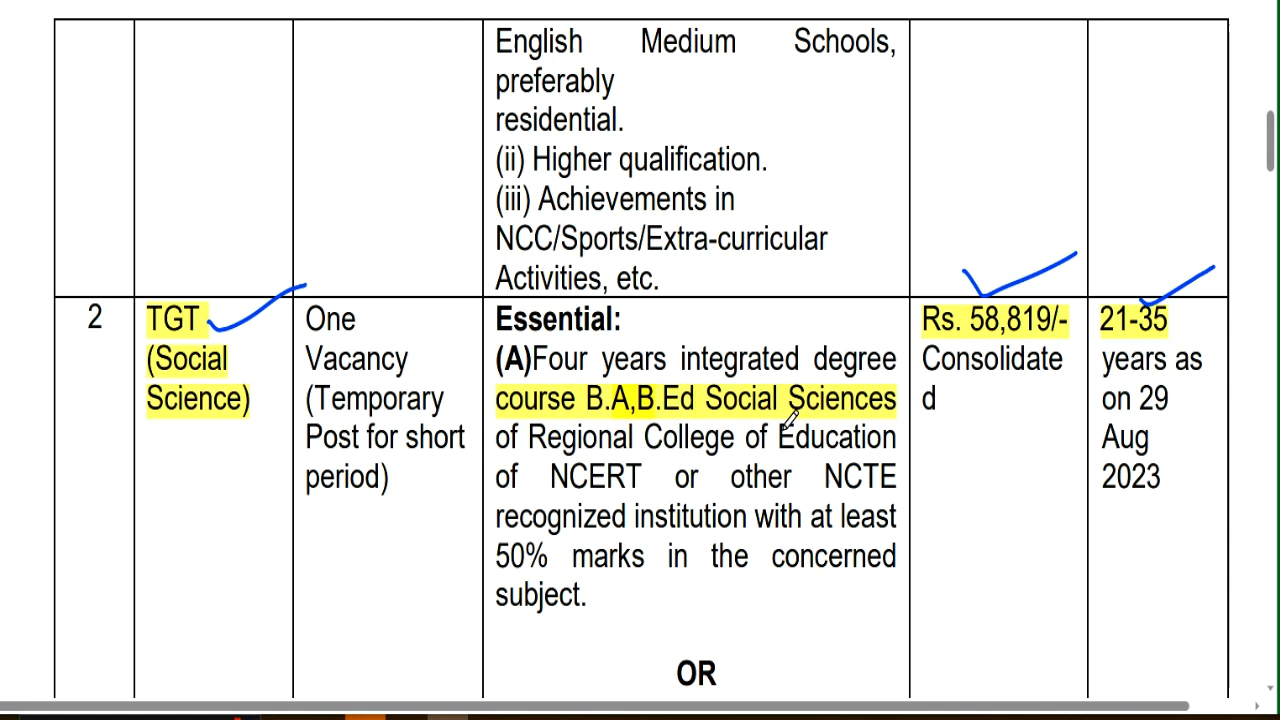 English Medium Schools,
preferably
residential.
(ii) Higher qualification.
(iii) Achievements in
NCC/Sports/Extra-curricular
Activities, etc.
2
TGT
(Social
Science)
One
Vacancy
(Temporary
Post for short
period)
Essential:
(A)Four years integrated degree
course B.A,B.Ed Social Sciences
of Regional College of Education
of NCERT or other NCTE
recognized institution with at least
50% marks in the concerned
subject.
OR
Rs. 58,819/-
Consolidate
d
21-35
years as
on 29
Aug
2023